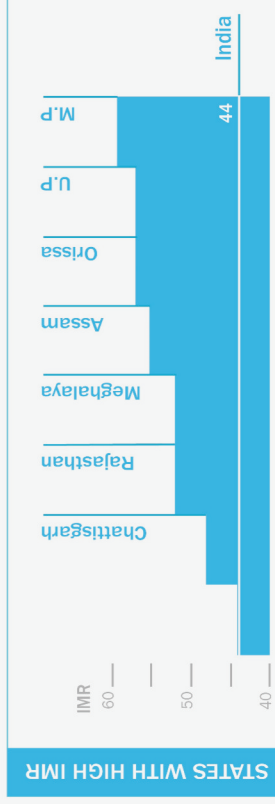 STATES WITH HIGH IMR
IMR
60
50
40
Chattisgarh
Rajasthan
Meghalaya
Assam
Orissa
U.P
M.P
44
India